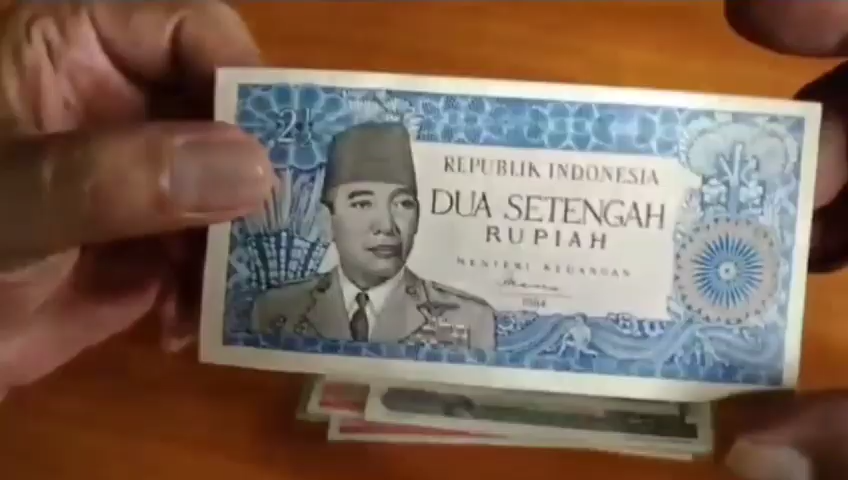 REPUBLIK INDONESIA
DUA SETENGAH
RUPIAH
MENTERI KEUANGAN
1964